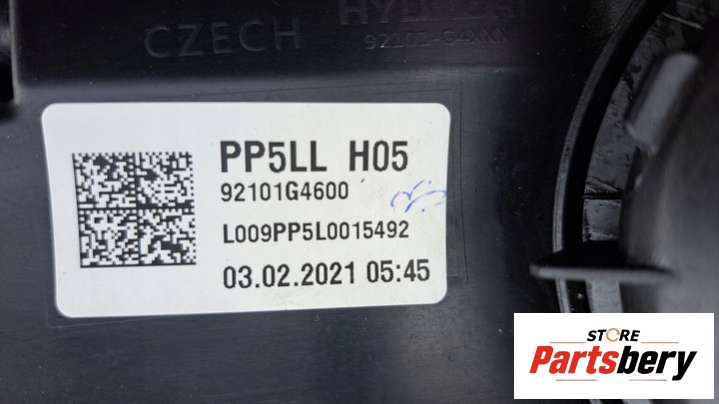 CZECH
PP5LL H05
92101G4600
L009PP5L0015492
03.02.2021 05:45
STORE
Partsbery